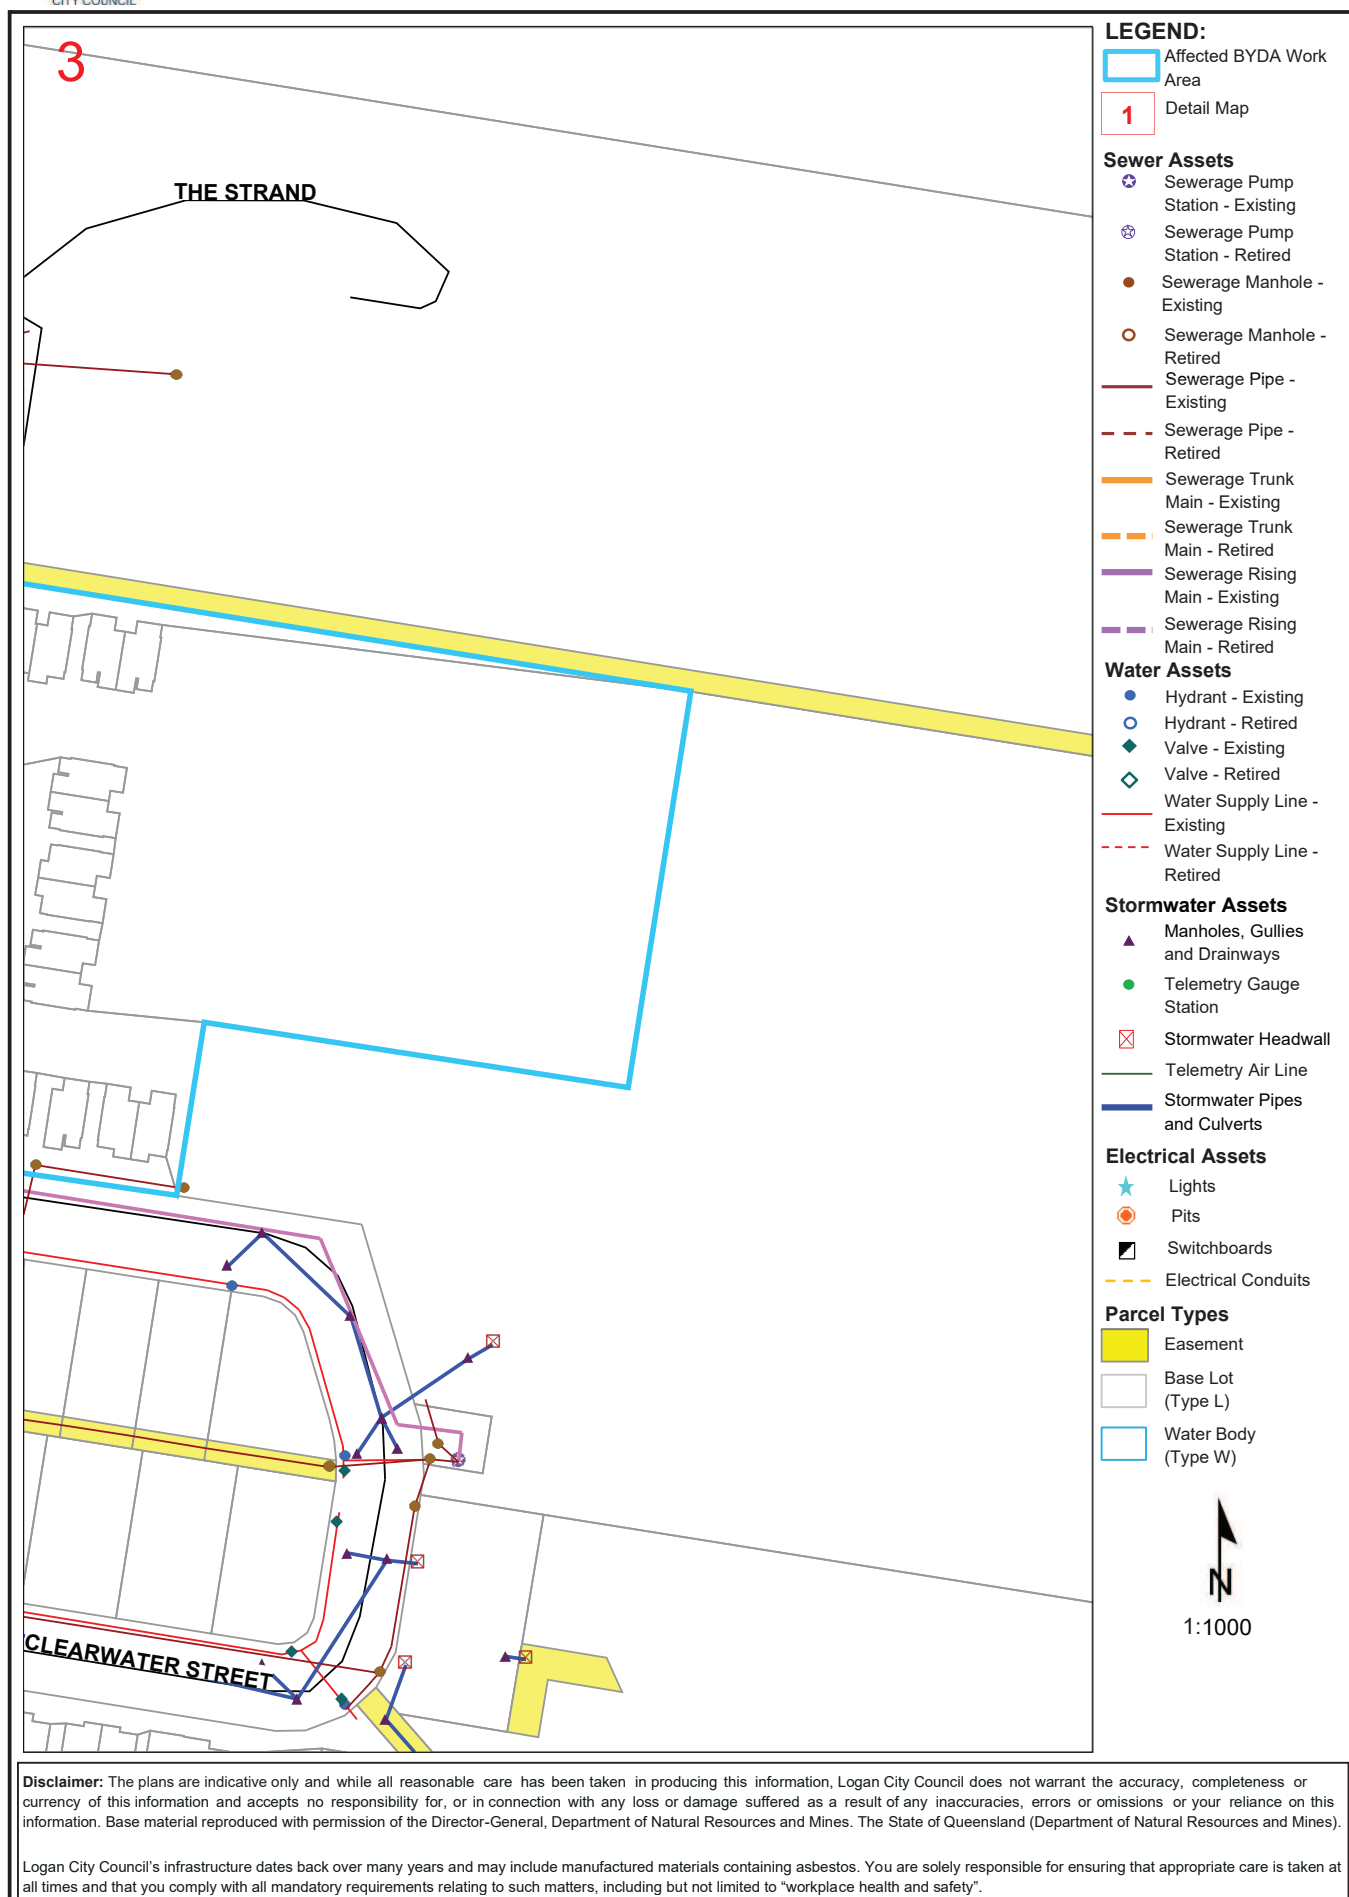 CITY COUNCIL
3
THE STRAND
CLEARWATER STREET
LEGEND:
Affected BYDA Work
Area
1
Detail Map
Sewer Assets
Sewerage Pump
Station - Existing
Sewerage Pump
Station - Retired
Sewerage Manhole -
Existing
Sewerage Manhole -
Retired
Sewerage Pipe -
Existing
Sewerage Pipe -
Retired
Sewerage Trunk
Main - Existing
Sewerage Trunk
Main - Retired
Sewerage Rising
Main - Existing
Sewerage Rising
Main - Retired
Water Assets
Hydrant - Existing
Hydrant - Retired
Valve - Existing
Valve - Retired
Water Supply Line -
Existing
Water Supply Line -
Retired
Stormwater Assets
Manholes, Gullies
and Drainways
Telemetry Gauge
Station
Stormwater Headwall
Telemetry Air Line
Stormwater Pipes
and Culverts
Electrical Assets
Lights
Pits
Switchboards
Electrical Conduits
Parcel Types
Easement
Base Lot
(Type L)
Water Body
(Type W)
N
1:1000
Disclaimer: The plans are indicative only and while all reasonable care has been taken in producing this information, Logan City Council does not warrant the accuracy, completeness or
currency of this information and accepts no responsibility for, or in connection with any loss or damage suffered as a result of any inaccuracies, errors or omissions or your reliance on this
information. Base material reproduced with permission of the Director-General, Department of Natural Resources and Mines. The State of Queensland (Department of Natural Resources and Mines).
Logan City Council's infrastructure dates back over many years and may include manufactured materials containing asbestos. You are solely responsible for ensuring that appropriate care is taken at
all times and that you comply with all mandatory requirements relating to such matters, including but not limited to "workplace health and safety".